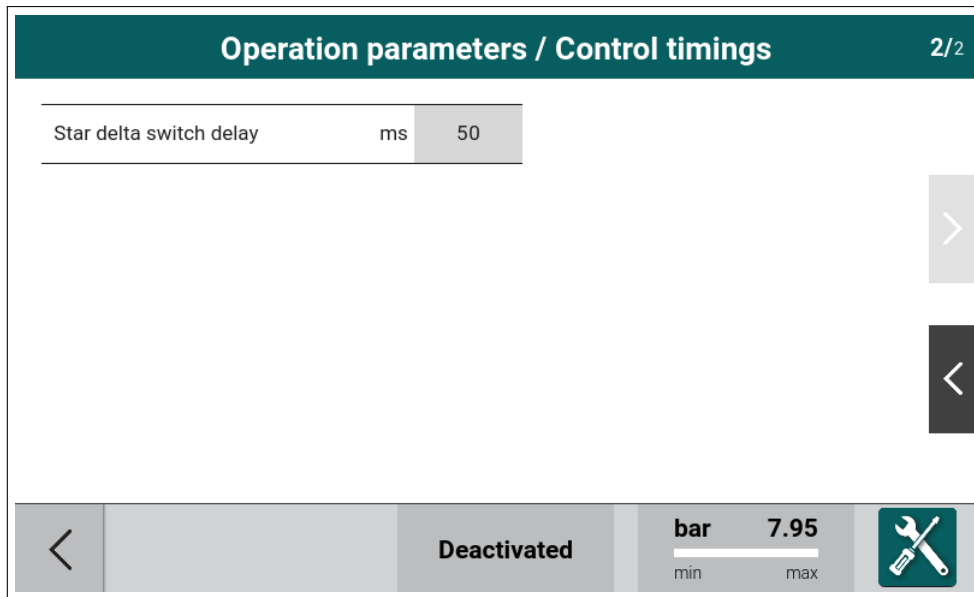 Operation parameters / Control timings 2/2
Star delta switch delay ms 50
Deactivated
bar 7.95
min max